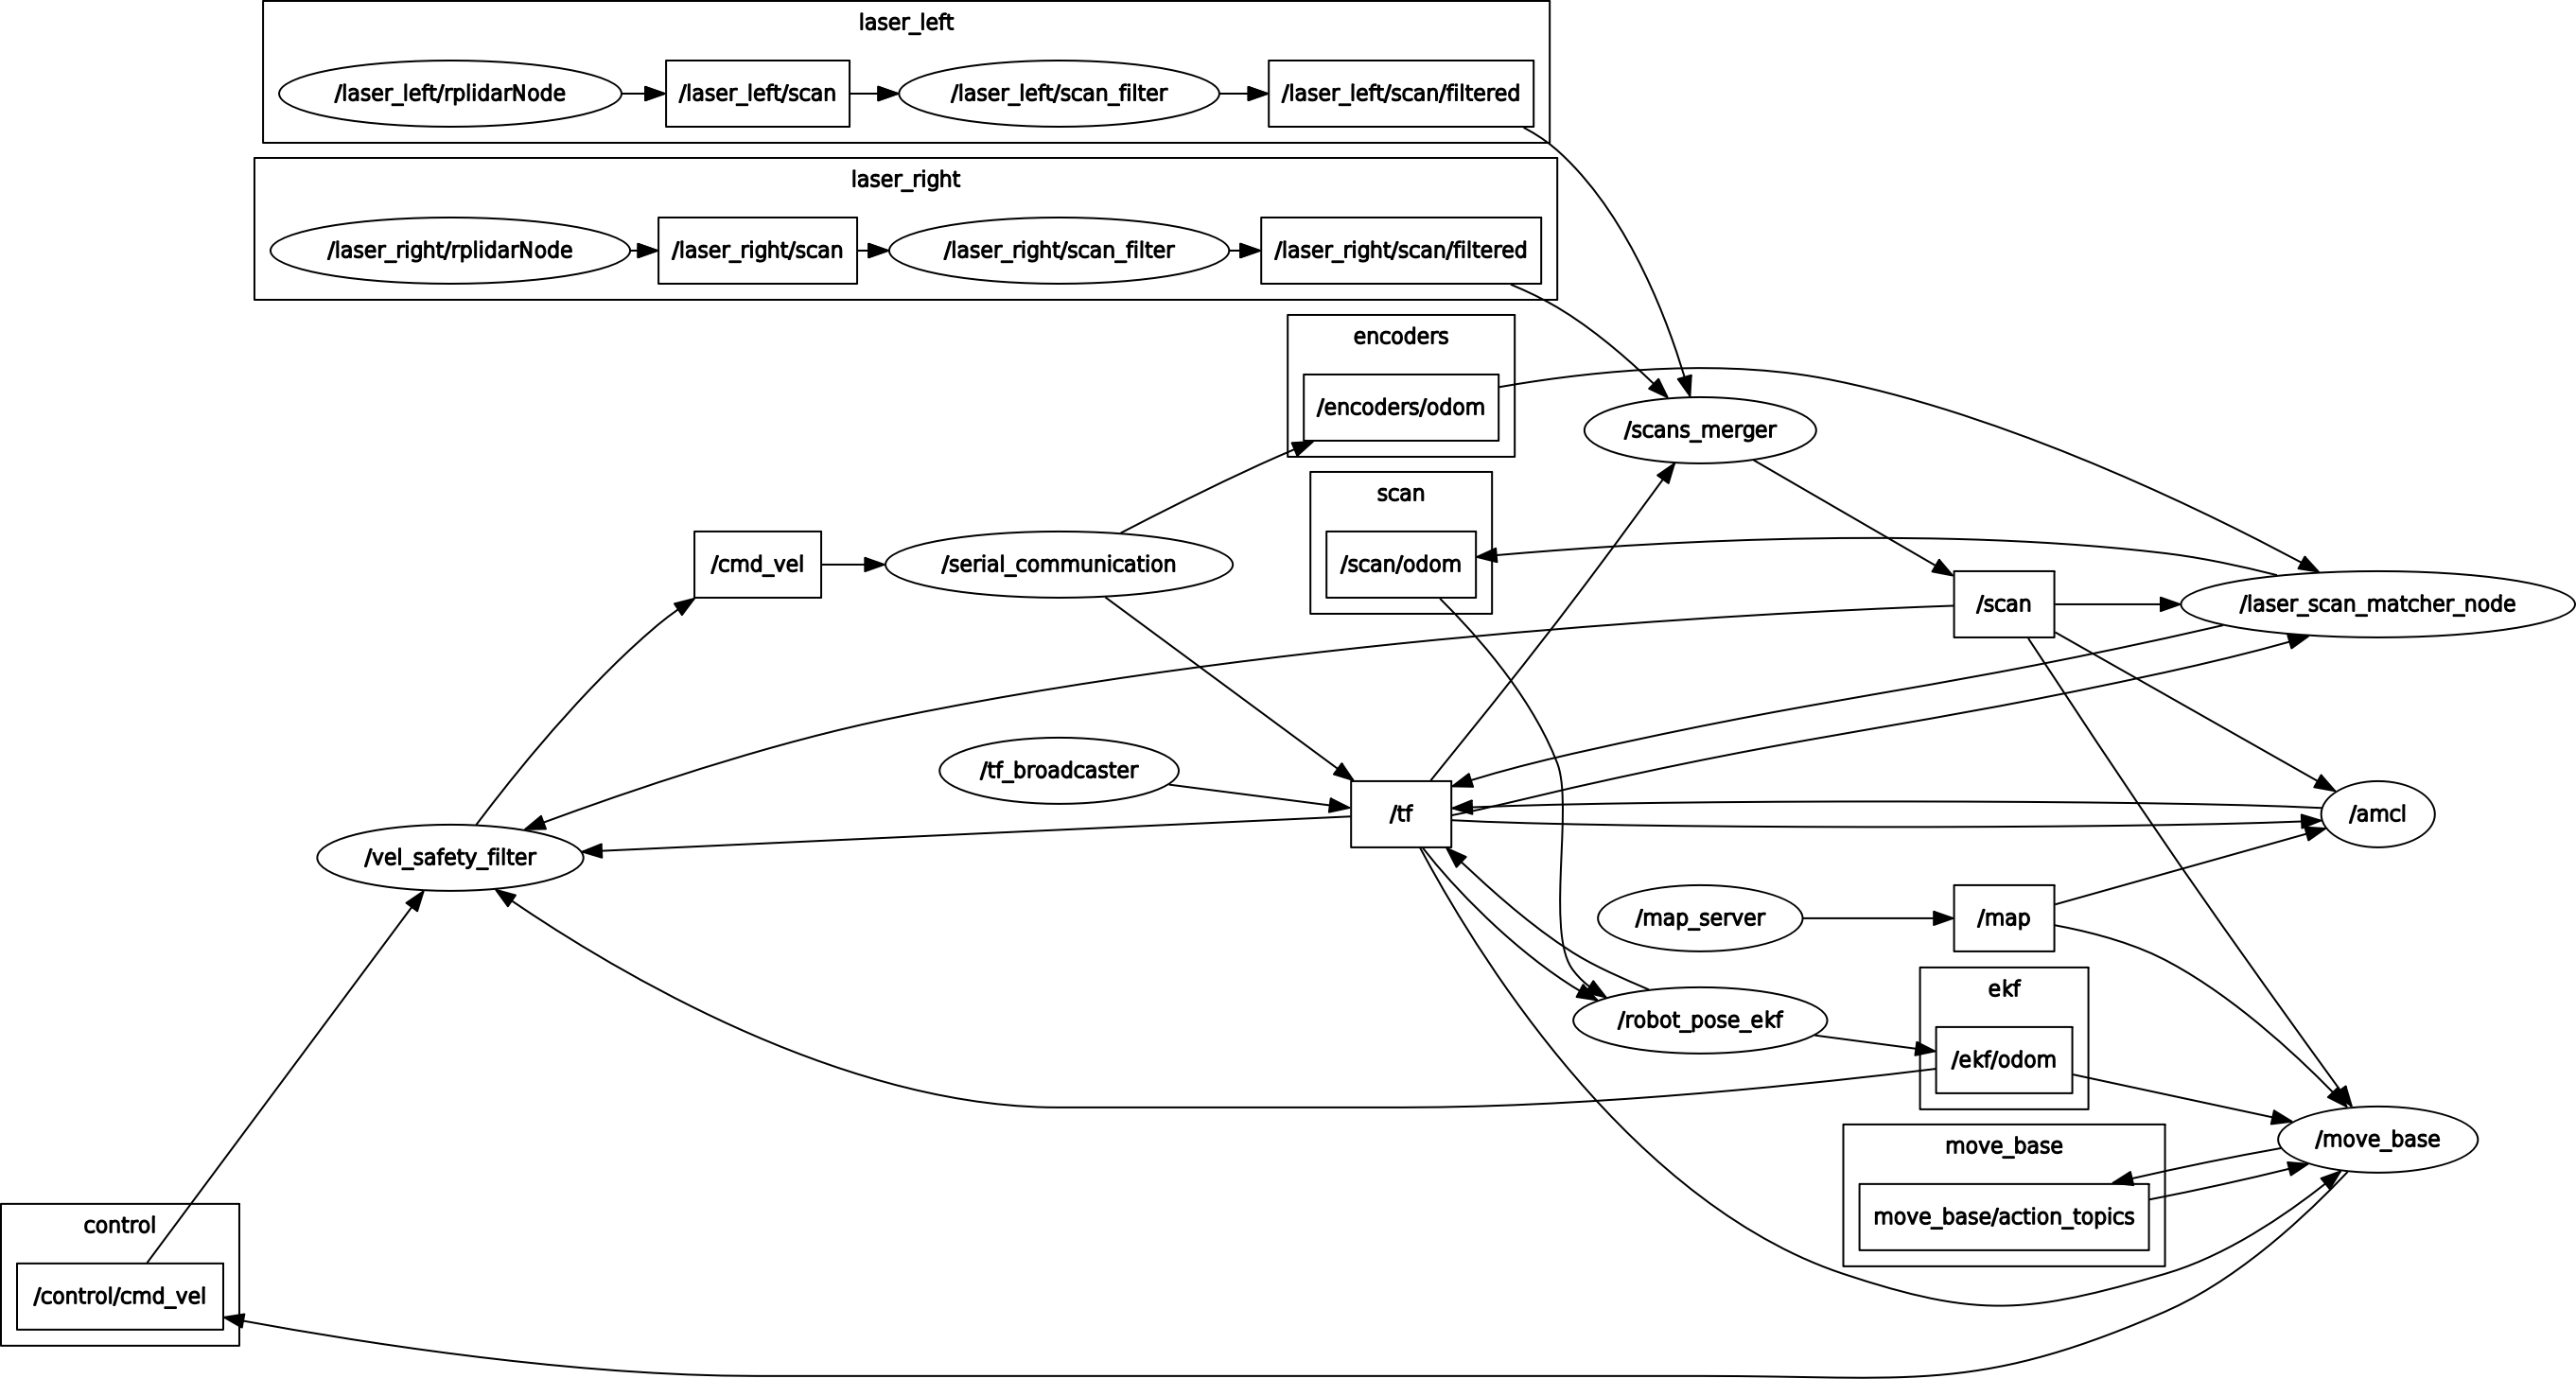 laser_left
/laser_left/rplidarNode
/laser_left/scan
/laser_left/scan_filter
/laser_left/scan/filtered
laser_right
/laser_right/rplidarNode
/laser_right/scan
/laser_right/scan_filter
/laser_right/scan/filtered
encoders
/encoders/odom
/scans_merger
scan
/cmd_vel
/serial_communication
/scan/odom
/scan
/laser_scan_matcher_node
/tf_broadcaster
/tf
/amcl
/vel_safety_filter
/map_server
/map
ekf
/robot_pose_ekf
/ekf/odom
move_base
/move_base
move_base/action_topics
control
/control/cmd_vel